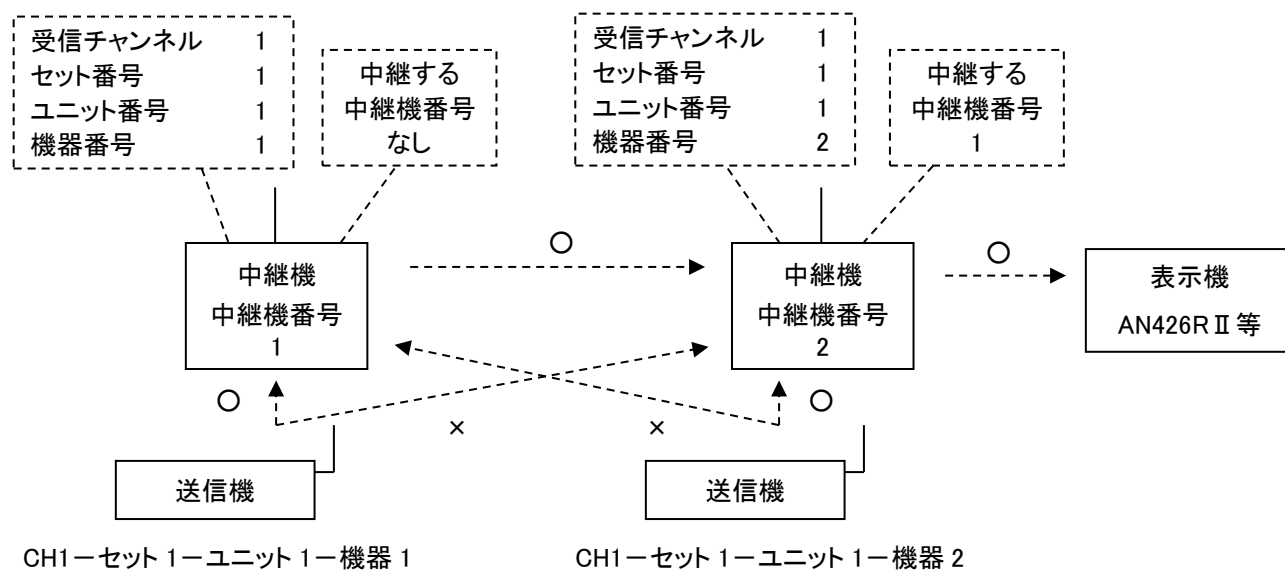 受信チャンネル 1
セット番号 1
ユニット番号 1
機器番号 1
中継する
中継機番号
なし
受信チャンネル 1
セット番号 1
ユニット番号 1
機器番号 2
中継する
中継機番号
1
中継機
中継機番号
1
○
中継機
中継機番号
2
○
表示機
AN426RⅡ等
○
×
×
○
送信機
送信機
CH1－セット1－ユニット1－機器1
CH1－セット1－ユニット1－機器2